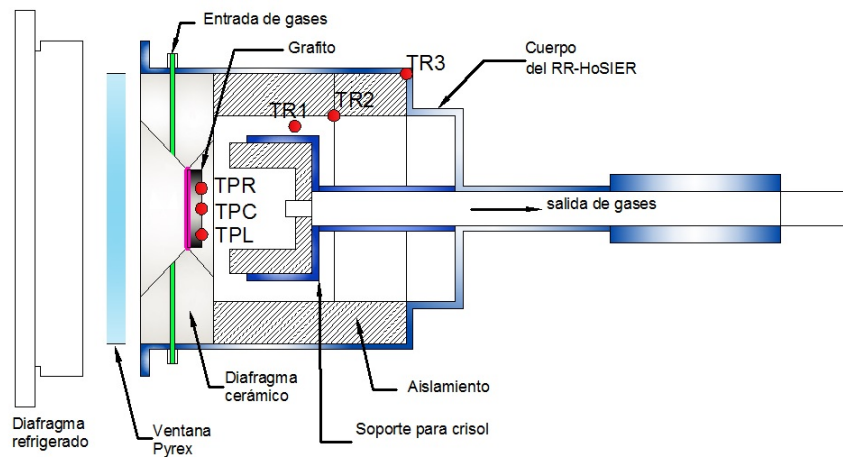 Entrada de gases
Grafito
TR3
Cuerpo
del RR-HoSIER
TR1
TR2
TPR
TPC
TPL
salida de gases
Diafragma
refrigerado
Ventana
Pyrex
Diafragma
cerámico
Soporte para crisol
Aislamiento